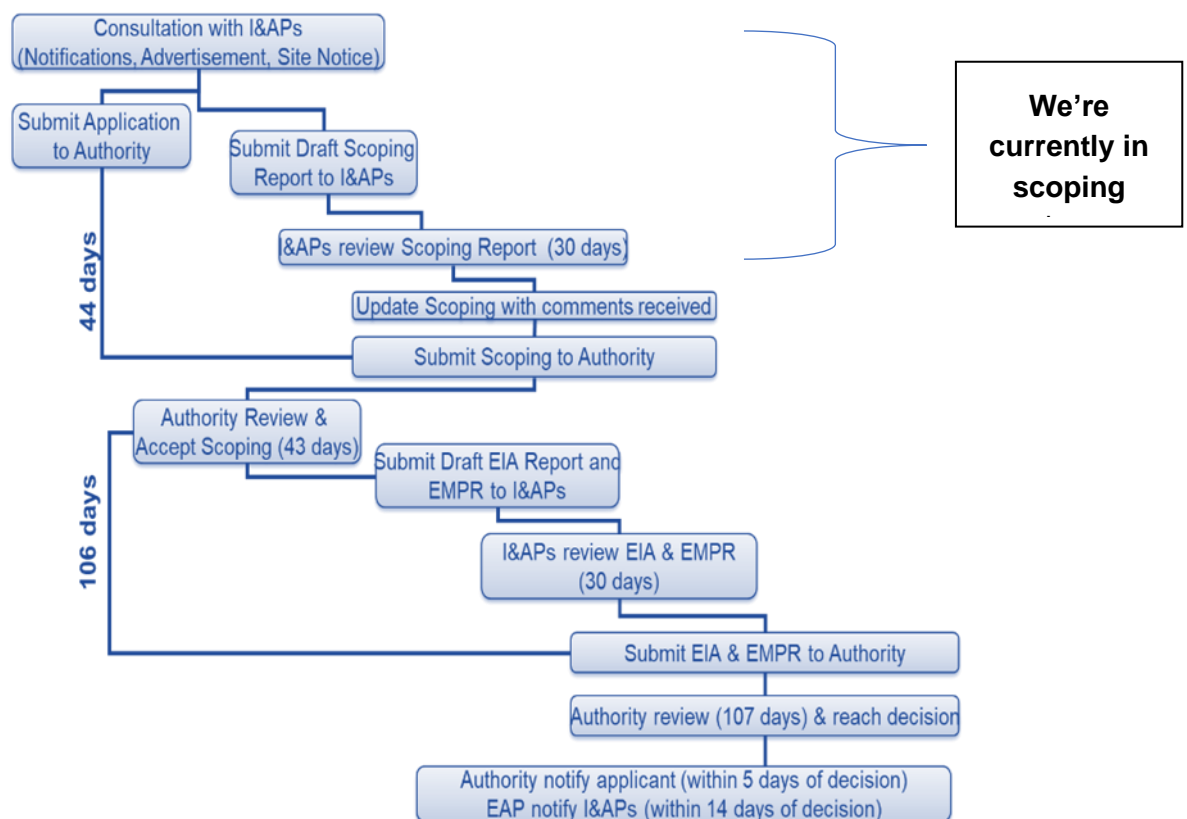 Consultation with I&APs
(Notifications, Advertisement, Site Notice)
Submit Application
to Authority
Submit Draft Scoping
Report to I&APs
I&APs review Scoping Report (30 days)
Update Scoping with comments received
Submit Scoping to Authority
44 days
We're
currently in
scoping
Authority Review &
Accept Scoping (43 days)
Submit Draft EIA Report and
EMPR to I&APs
I&APs review EIA & EMPR
(30 days)
106 days
Submit EIA & EMPR to Authority
Authority review (107 days) & reach decision
Authority notify applicant (within 5 days of decision)
EAP notify I&APs (within 14 days of decision)